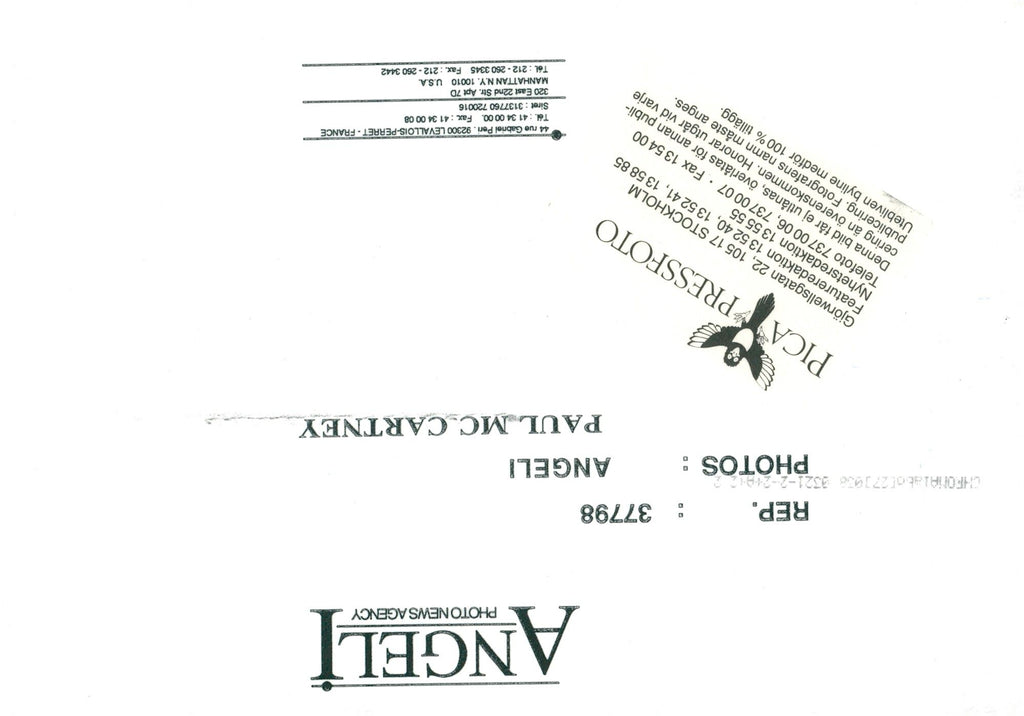 ANGELI
PHOTO NEWS AGENCY
REP. : 37798
PHOTOS : ANGELI
PAUL MC.CARTNEY
PICA PRESSFOTO
Gjörwellsgatan 22, 105 17 STOCKHOLM
Featureredaktion 13 52 40, 13 52 41, 13 58 85
Nyhetsredaktion 13 55 55
Telefoto 737 00 06, 737 00 07 · Fax 13 54 00
Denna bild får ej utlånas, överlåtas för annan publi-
cering än överenskommen. Honorar utgår vid varje
publicering. Fotografens namn måste anges.
Utebliven byline medför 100 % tillägg.
44 rue Gabriel Peri . 92300 LEVALLOIS-PERRET - FRANCE
Tél. : 41 34 00 00. Fax. : 41 34 00 08
Siret : 3137760 720016
320 East 22nd Str. Apt 7D
MANHATTAN N.Y. 10010 U.S.A.
Tél. : 212 - 260 3345 Fax. : 212 - 260 3442